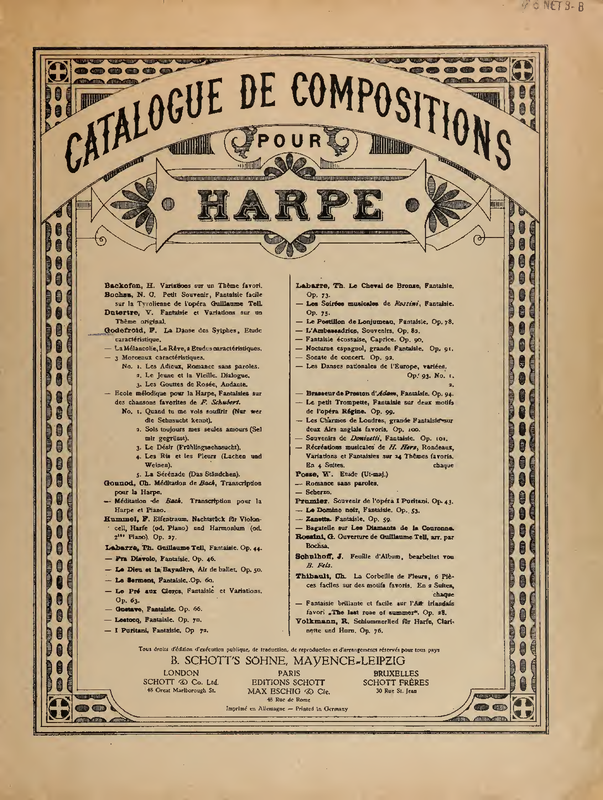 CATALOGUE DE COMPOSITIONS
POUR
HARPE
Backofen, H. Variations sur un Thème favori.
Bochsa, N. C. Petit Souvenir, Fantaisie facile
sur la Tyrolienne de l'opéra Guillaume Tell.
Dutertre, V. Fantaisie et Variations sur un
Thème original.
Godefroid, F. La Danse des Sylphes, Etude
caractéristique.
— La Mélancolie, La Rêve, 2 Etudes caractéristiques.
— 3 Morceaux caractéristiques.
No. 1. Les Adieux, Romance sans paroles.
2. Le Jeune et la Vieille. Dialogue.
3. Les Gouttes de Rosée, Andante.
— Ecole mélodique pour la Harpe, Fantaisies sur
des chansons favorites de F. Schubert.
No. 1. Quand tu me vois souffrir (Nur wer
die Sehnsucht kennt).
2. Sois toujours mes seules amours (Sei
mir gegrüsst).
3. Le Désir (Frühlingssehnsucht).
4. Les Ris et les Pleurs (Lachen und
Weinen).
5. La Sérénade (Das Ständchen).
Gounod, Ch. Méditation de Bach, Transcription
pour la Harpe.
— Méditation de Bach. Transcription pour la
Harpe et Piano.
Hummel, F. Elfentraum. Nachtstück für Violon-
cell, Harfe (od. Piano) und Harmonium (od.
2tes Piano) Op. 27.
Labarre, Th. Guillaume Tell, Fantaisie. Op. 44.
— Fra Diavolo, Fantaisie. Op. 46.
— Le Dieu et la Bayadère, Air de ballet. Op. 50.
— Le Serment, Fantaisie. Op. 60.
— Le Pré aux Clercs, Fantaisie et Variations.
Op. 63.
— Gustave, Fantaisie. Op. 66.
— Lestocq, Fantaisie. Op. 70.
— I Puritani, Fantaisie. Op 72.
Labarre, Th. Le Cheval de Bronze, Fantaisie.
Op. 73.
— Les Soirées musicales de Rossini, Fantaisie.
Op. 75.
— Le Postillon de Lonjumeau, Fantaisie. Op. 78.
— L'Ambassadrice, Souvenirs. Op. 82.
— Fantaisie écossaise, Caprice. Op. 90.
— Nocturne espagnol, grande Fantaisie. Op. 91.
— Sonate de concert. Op. 92.
— Les Danses nationales de l'Europe, variées.
Op. 93. No. 1.
2.
— Brasseur de Preston d'Adam, Fantaisie. Op. 94.
— Le petit Trompette, Fantaisie sur deux motifs
de l'opéra Régine. Op. 99.
— Les Charmes de Londres, grande Fantaisie sur
deux Airs anglais favoris. Op. 100.
— Souvenirs de Donizetti, Fantaisie. Op. 101.
— Récréations musicales de H. Herz, Rondeaux,
Variations et Fantaisies sur 24 Thèmes favoris.
En 4 Suites. chaque
Posse, W. Etude (Ut-maj.)
— Romance sans paroles.
— Scherzo.
Prumier. Souvenir de l'opéra I Puritani. Op. 43.
— Le Domino noir, Fantaisie. Op. 53.
— Zanetta. Fantaisie. Op. 59.
— Bagatelle sur Les Diamants de la Couronne.
Rossini, G. Ouverture de Guillaume Tell, arr. par
Bochsa.
Schulhoff, J. Feuille d'Album, bearbeitet von
B. Fels.
Thibault, Ch. La Corbeille de Fleurs, 6 Piè-
ces faciles sur des motifs favoris. En 2 Suites,
chaque
— Fantaisie brillante et facile sur l'Air irlandais
favori „The last rose of summer“. Op. 28.
Volkmann, R. Schlummerlied für Harfe, Clari-
nette und Horn. Op. 76.
Tous droits d'édition d'exécution publique, de traduction, de reproduction et d'arrangements réservés pour tous pays
B. SCHOTT'S SÖHNE, MAYENCE-LEIPZIG
LONDON
SCHOTT & Co. Ltd.
48 Great Marlborough St.
PARIS
EDITIONS SCHOTT
MAX ESCHIG & Cie.
48 Rue de Rome
BRUXELLES
SCHOTT FRÈRES
30 Rue St. Jean
Imprimé en Allemagne — Printed in Germany